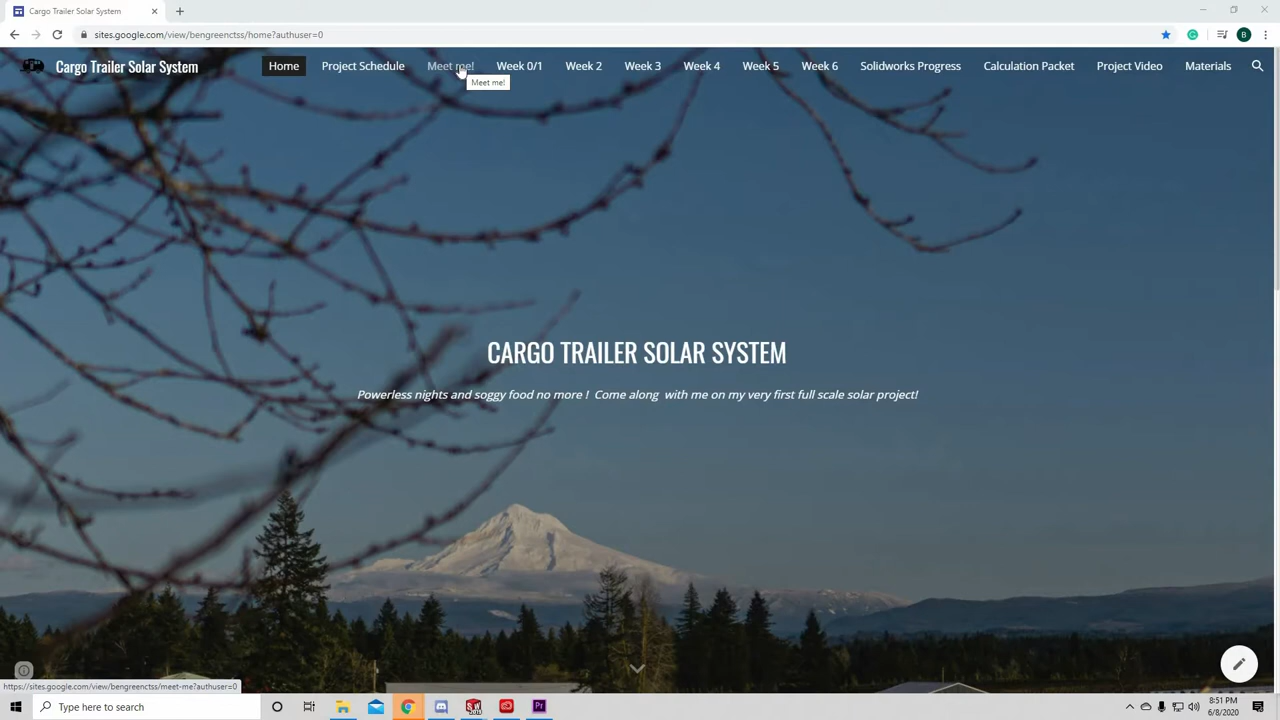 Cargo Trailer Solar System
sites.google.com/view/bengreenctss/home?authuser=0
B
Cargo Trailer Solar System
Home
Project Schedule
Meet me!
Week 0/1
Week 2
Week 3
Week 4
Week 5
Week 6
Solidworks Progress
Calculation Packet
Project Video
Materials
Meet me!
CARGO TRAILER SOLAR SYSTEM
Powerless nights and soggy food no more ! Come along with me on my very first full scale solar project!
https://sites.google.com/view/bengreenctss/meet-me?authuser=0
Type here to search
Pr
8:51 PM
6/8/2020